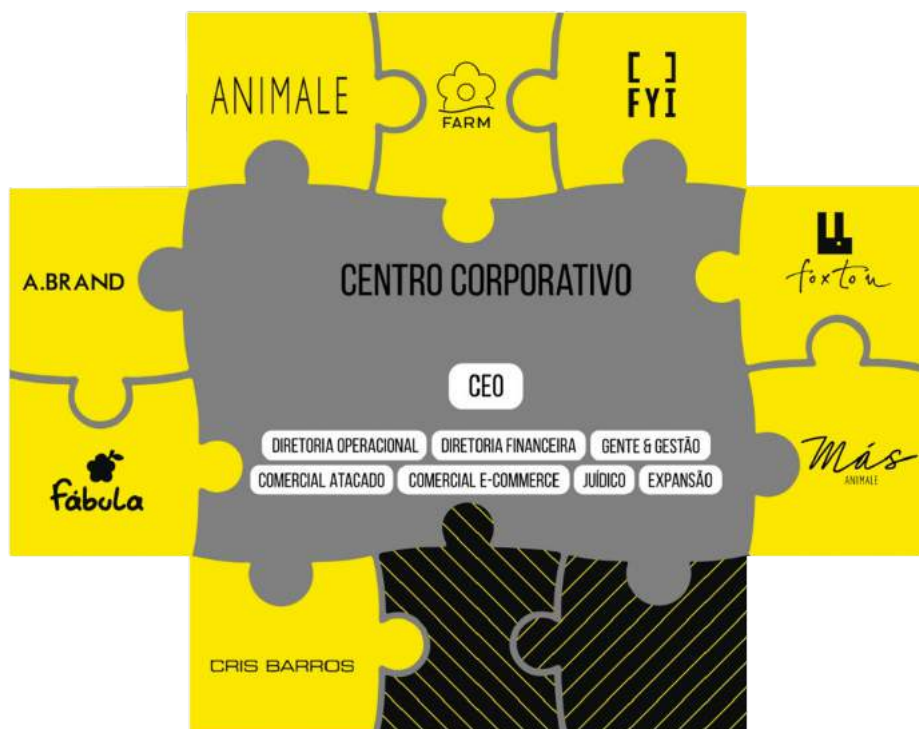 ANIMALE
FARM
[ ]
FYI
A.BRAND
CENTRO CORPORATIVO
foxton
CEO
DIRETORIA OPERACIONAL DIRETORIA FINANCEIRA GENTE & GESTÃO
COMERCIAL ATACADO COMERCIAL E-COMMERCE JUÍDICO EXPANSÃO
Fábula
Más
ANIMALE
CRIS BARROS